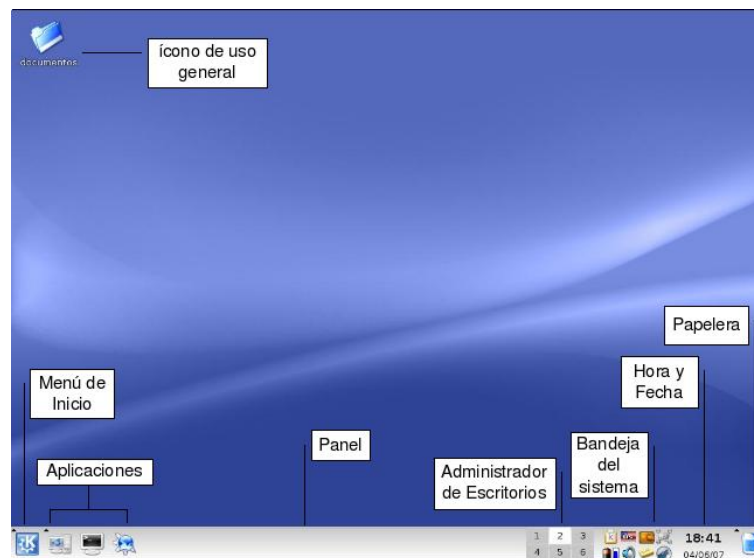 documentos
ícono de uso
general
Papelera
Hora y
Fecha
Menú de
Inicio
Panel
Bandeja
del
sistema
Aplicaciones
Administrador
de Escritorios
1 2 3
4 5 6
18:41
04/06/07